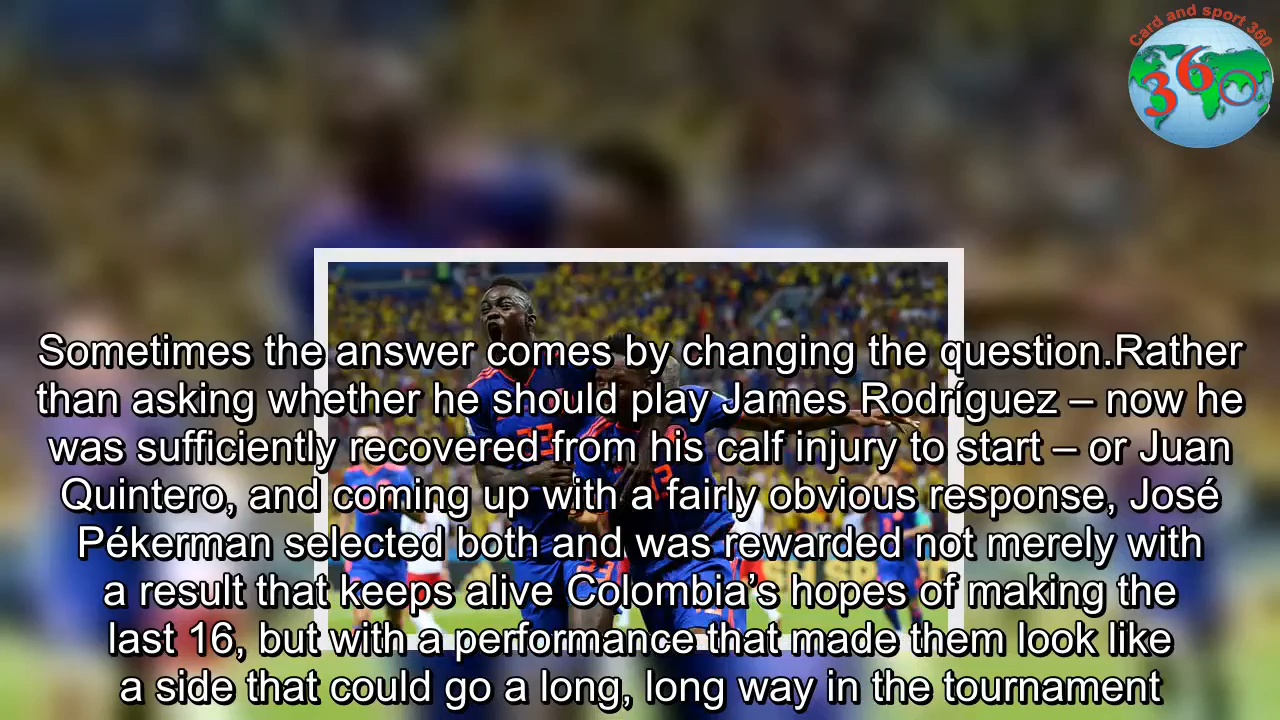 Card and sport 360
360
Sometimes the answer comes by changing the question.Rather
than asking whether he should play James Rodríguez – now he
was sufficiently recovered from his calf injury to start – or Juan
Quintero, and coming up with a fairly obvious response, José
Pékerman selected both and was rewarded not merely with
a result that keeps alive Colombia’s hopes of making the
last 16, but with a performance that made them look like
a side that could go a long, long way in the tournament